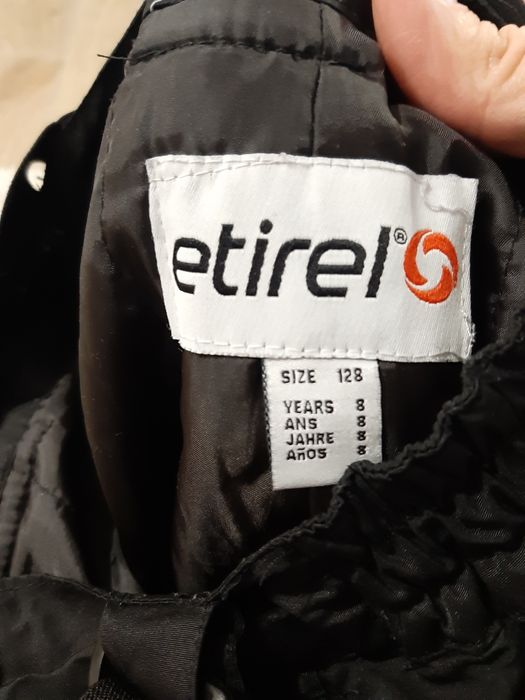 etirel®
SIZE 128
YEARS 8
ANS 8
JAHRE 8
AñOS 8